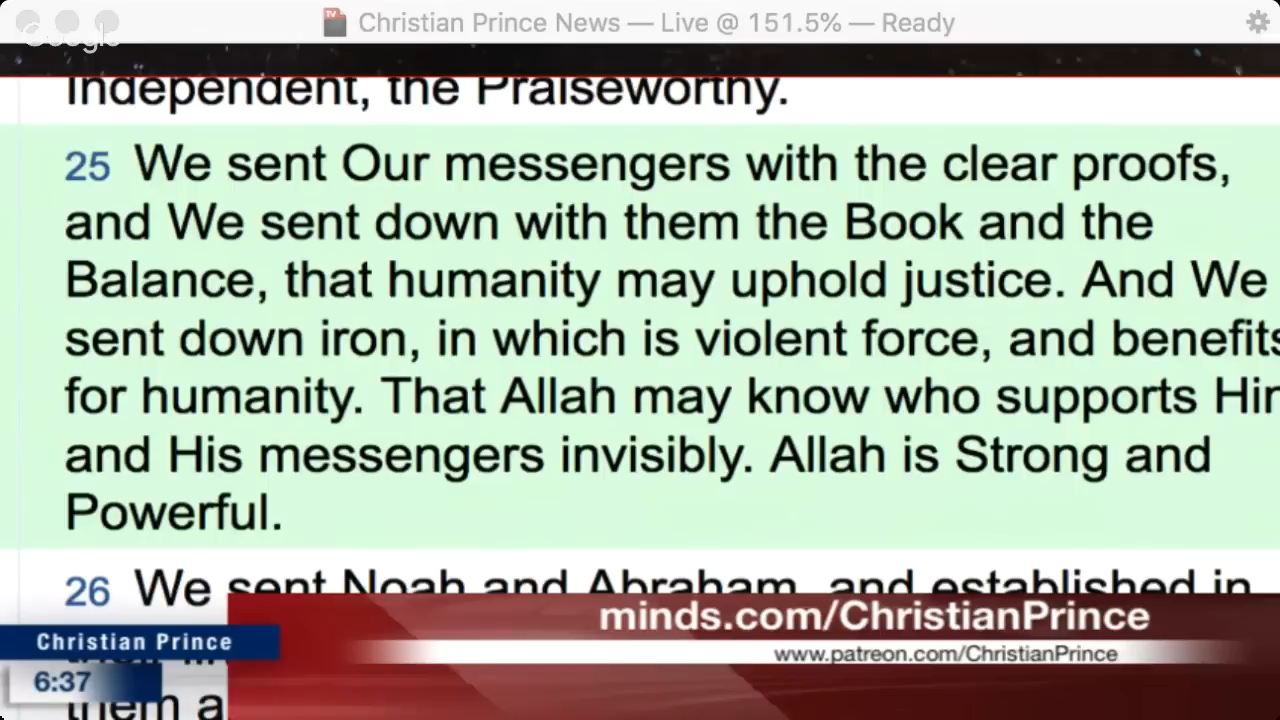 Christian Prince News — Live @ 151.5% — Ready
Google
Independent, the Praiseworthy.
25 We sent Our messengers with the clear proofs,
and We sent down with them the Book and the
Balance, that humanity may uphold justice. And We
sent down iron, in which is violent force, and benefits
for humanity. That Allah may know who supports
and His messengers invisibly. Allah is Strong and
Powerful.
26 We sent Noah and Abraham, and established in
minds.com/ChristianPrince
Christian Prince
www.patreon.com/ChristianPrince
6:37
them a